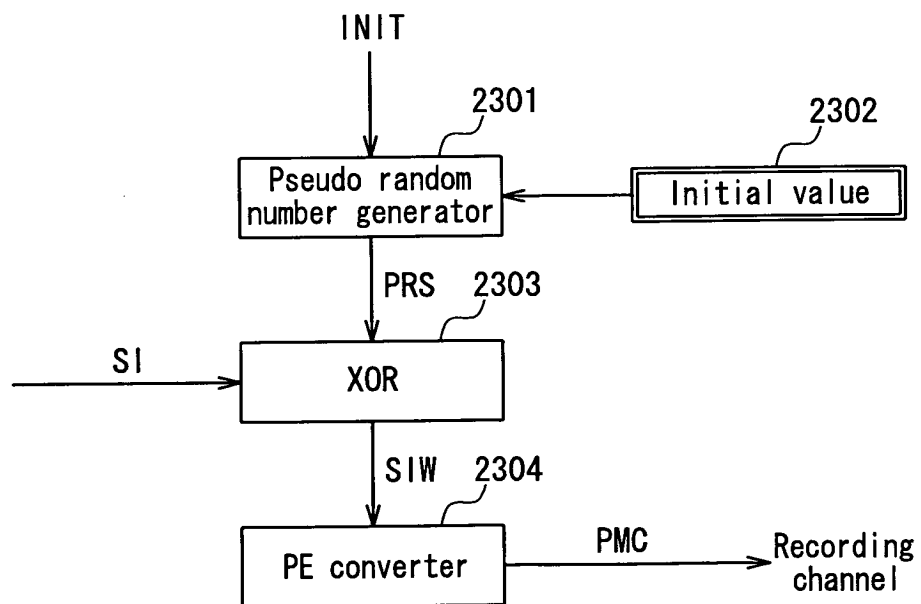 INIT
2301
2302
Pseudo random
number generator
Initial value
PRS
2303
SI
XOR
SIW
2304
PE converter
PMC
Recording
channel